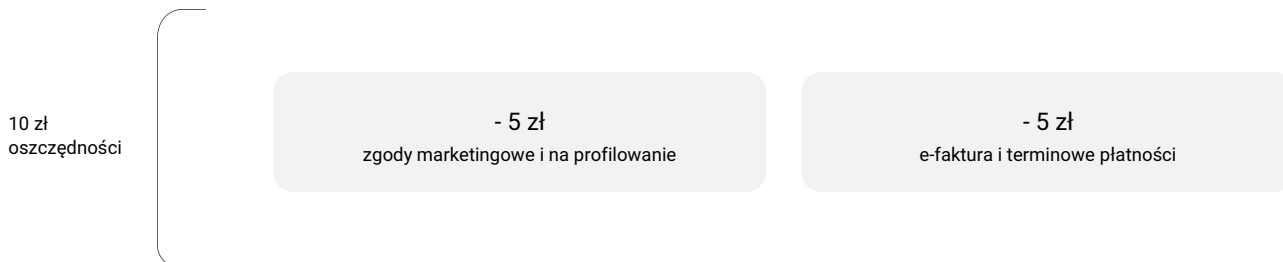 10 zł
oszczędności
- 5 zł
zgody marketingowe i na profilowanie
- 5 zł
e-faktura i terminowe płatności